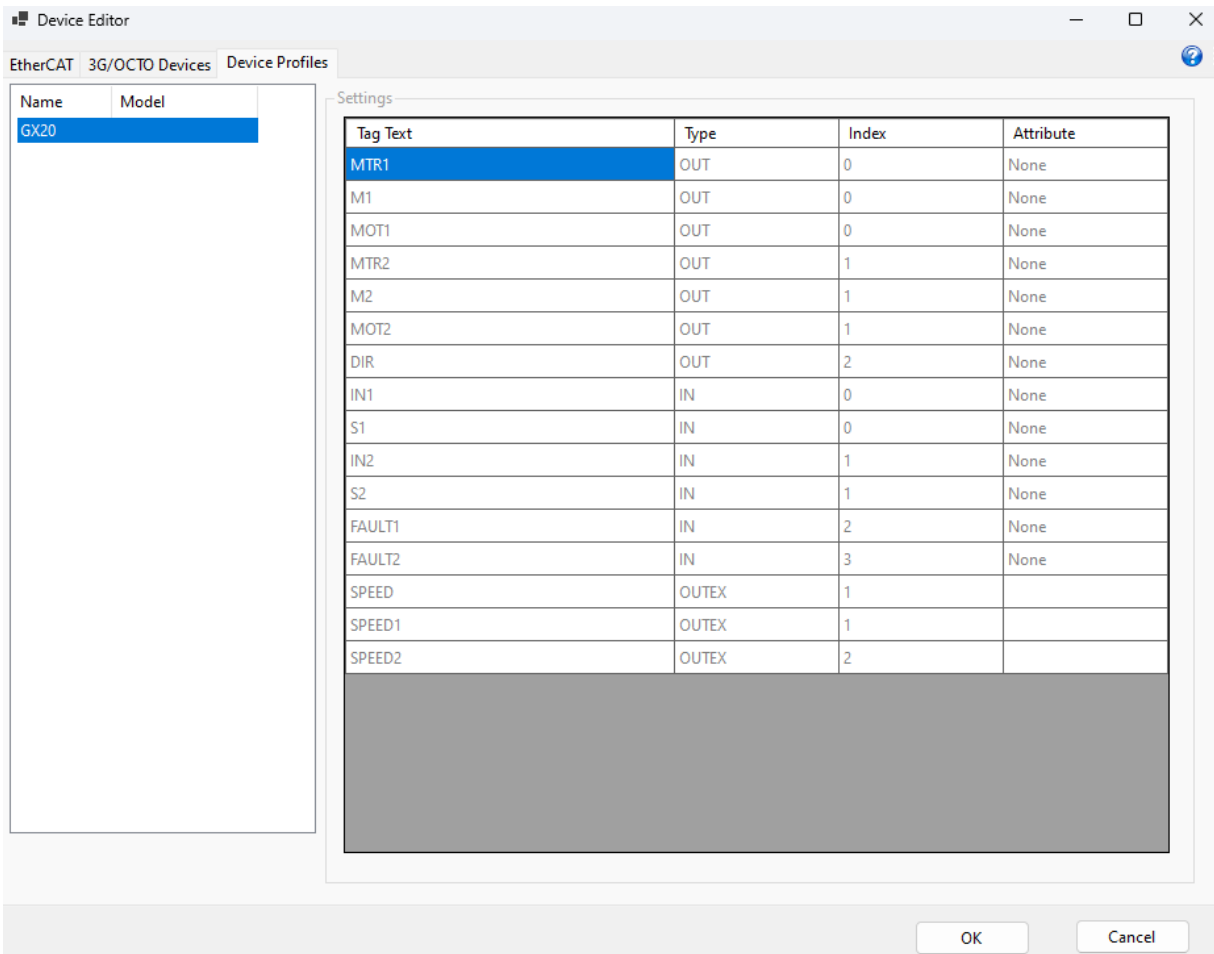 Device Editor
EtherCAT 3G/OCTO Devices Device Profiles
Name Model
GX20
Settings
Tag Text Type Index Attribute
MTR1 OUT 0 None
M1 OUT 0 None
MOT1 OUT 0 None
MTR2 OUT 1 None
M2 OUT 1 None
MOT2 OUT 1 None
DIR OUT 2 None
IN1 IN 0 None
S1 IN 0 None
IN2 IN 1 None
S2 IN 1 None
FAULT1 IN 2 None
FAULT2 IN 3 None
SPEED OUTEX 1
SPEED1 OUTEX 1
SPEED2 OUTEX 2
OK Cancel